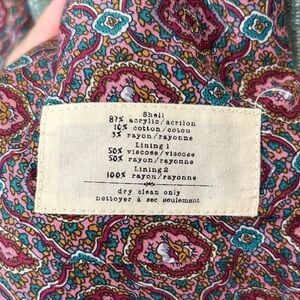 Shell
87% acrylic/acrilon
10% cotton/coton
3% rayon/rayonne
Lining 1
50% viscose/viscose
50% rayon/rayonne
Lining 2
100% rayon/rayonne
dry clean only
nettoyer à sec seulement